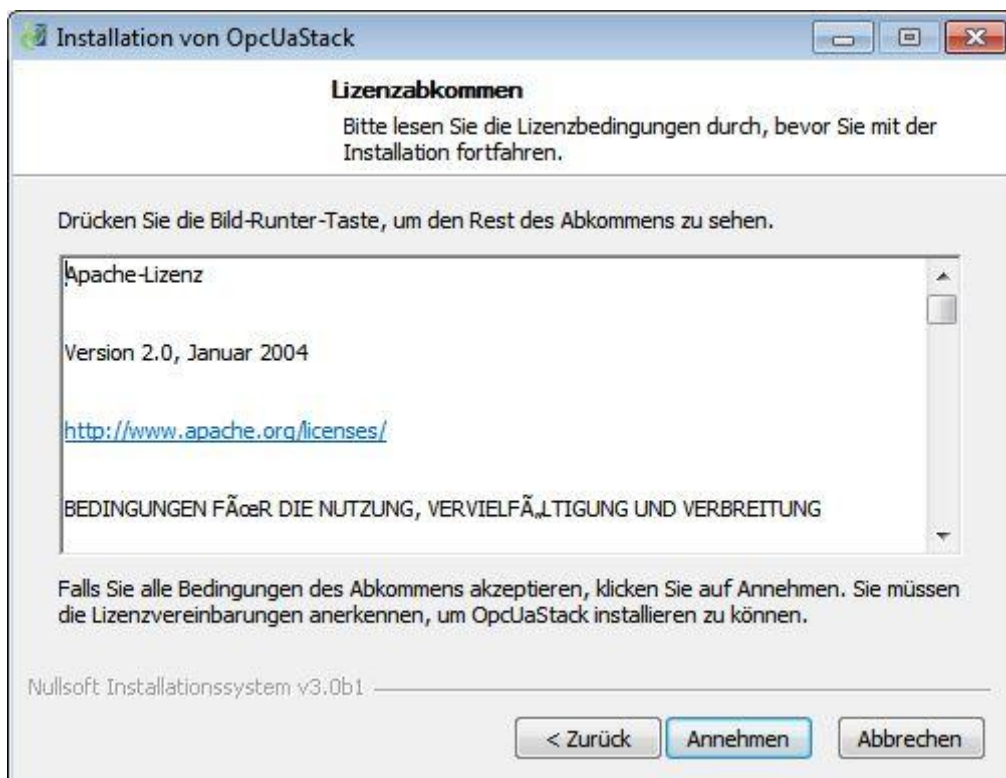 Installation von OpcUaStack
Lizenzabkommen
Bitte lesen Sie die Lizenzbedingungen durch, bevor Sie mit der
Installation fortfahren.
Drücken Sie die Bild-Runter-Taste, um den Rest des Abkommens zu sehen.
Apache-Lizenz
Version 2.0, Januar 2004
http://www.apache.org/licenses/
BEDINGUNGEN FÃœR DIE NUTZUNG, VERVIELFÃ„LTIGUNG UND VERBREITUNG
Falls Sie alle Bedingungen des Abkommens akzeptieren, klicken Sie auf Annehmen. Sie müssen
die Lizenzvereinbarungen anerkennen, um OpcUaStack installieren zu können.
Nullsoft Installationssystem v3.0b1
< Zurück
Annehmen
Abbrechen